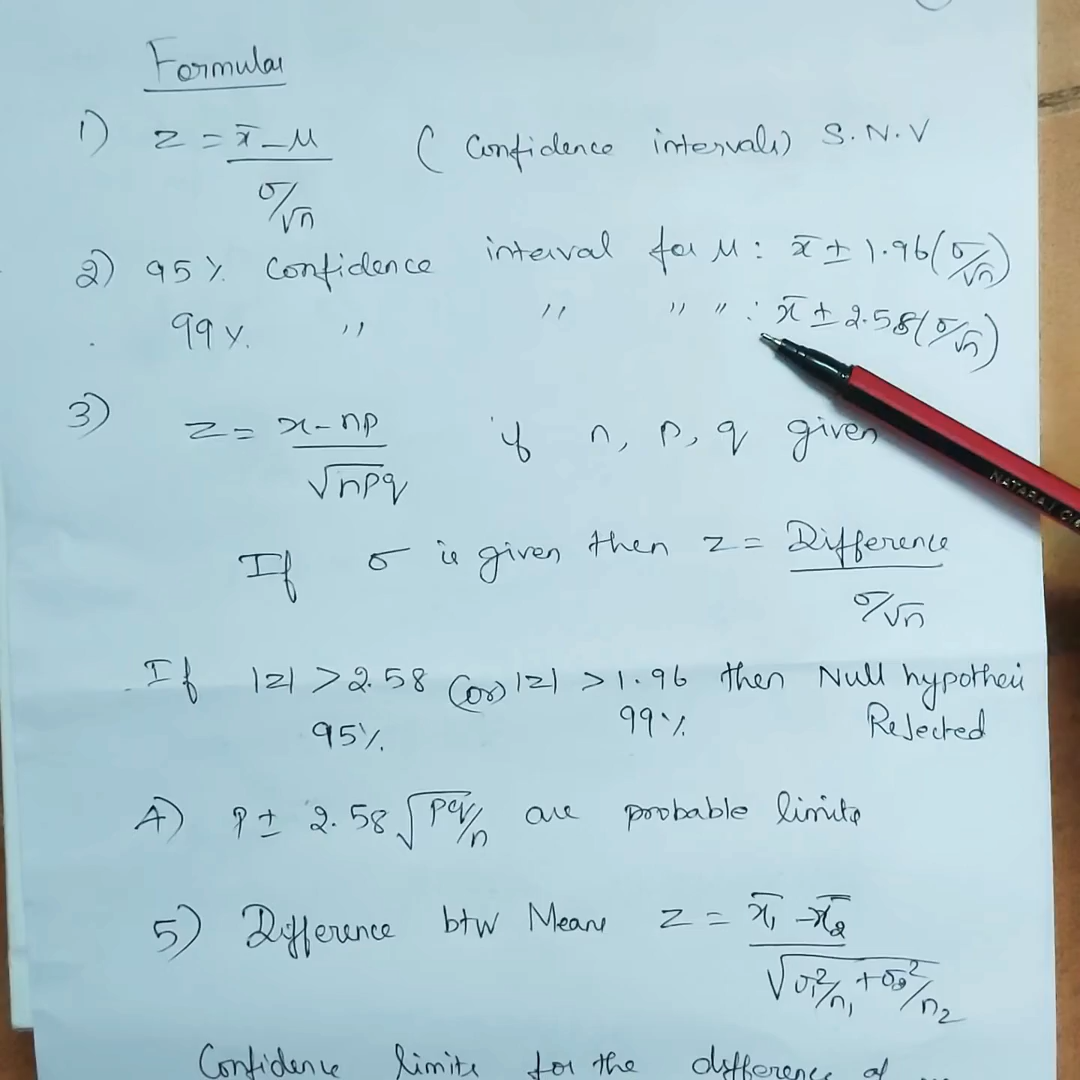 Formulas
1) z = x̄ - μ / σ/√n ( Confidence intervals) S.N.V
2) 95 % Confidence interval for μ : x̄ ± 1.96(σ/√n)
99 % " " " " : x̄ ± 2.58(σ/√n)
3) z = x - np / √npq if n, p, q given
If σ is given then z = Difference / σ/√n
If |z| > 2.58 (or) |z| > 1.96 then Null hypothesis
95% 99% Rejected
4) p ± 2.58 √pq/n are probable limits
5) Difference btw Means z = x̄₁ - x̄₂ / √σ₁²/n₁ + σ₂²/n₂
Confidence limits for the difference of
NATARAJ